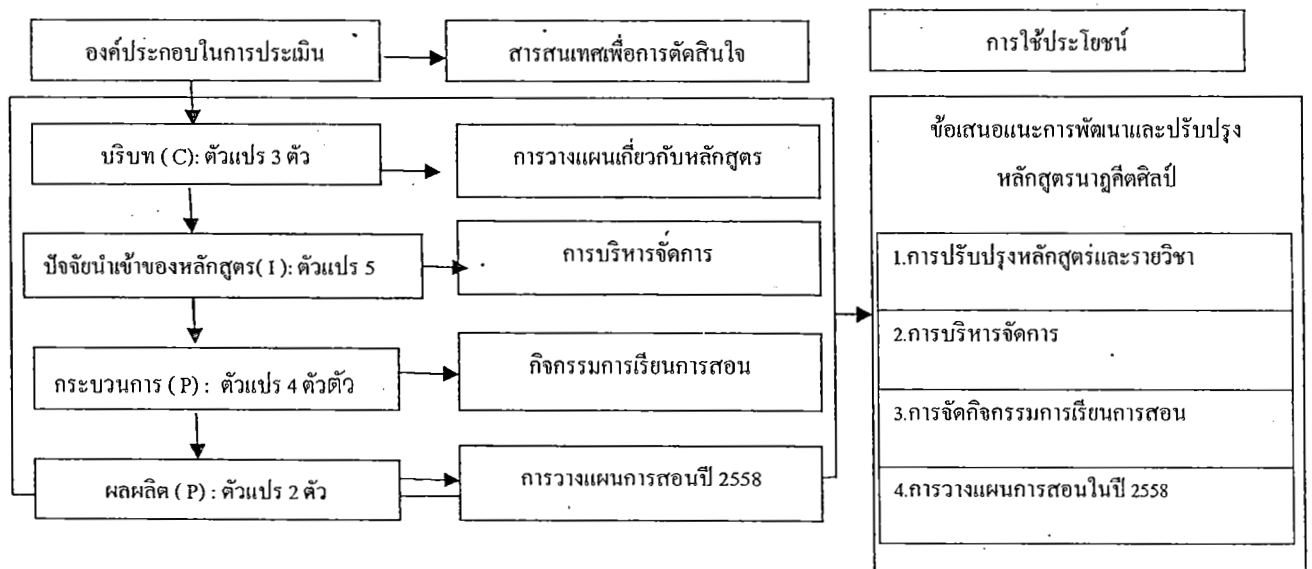 องค์ประกอบในการประเมิน
สารสนเทศเพื่อการตัดสินใจ
การใช้ประโยชน์
บริบท ( C): ตัวแปร 3 ตัว
การวางแผนเกี่ยวกับหลักสูตร
ปัจจัยนำเข้าของหลักสูตร( I ): ตัวแปร 5
การบริหารจัดการ
กระบวนการ ( P ) : ตัวแปร 4 ตัวตัว
กิจกรรมการเรียนการสอน
ผลผลิต ( P ) : ตัวแปร 2 ตัว
การวางแผนการสอนปี 2558
ข้อเสนอแนะการพัฒนาและปรับปรุง
หลักสูตรนาฏคีตศิลป์
1.การปรับปรุงหลักสูตรและรายวิชา
2.การบริหารจัดการ
3.การจัดกิจกรรมการเรียนการสอน
4.การวางแผนการสอนในปี 2558